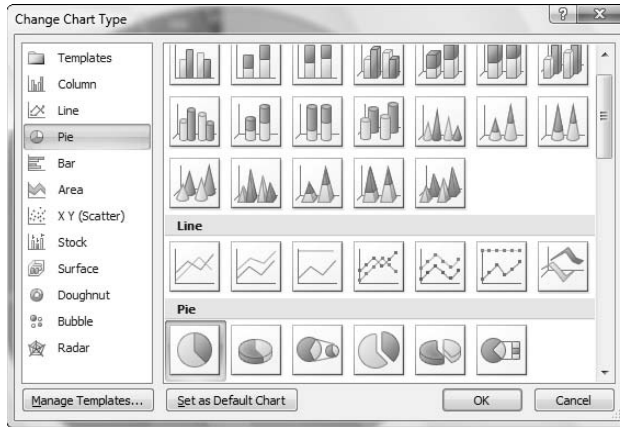 Change Chart Type
Templates
Column
Line
Pie
Bar
Area
X Y (Scatter)
Stock
Surface
Doughnut
Bubble
Radar
Line
Pie
Manage Templates...
Set as Default Chart
OK
Cancel